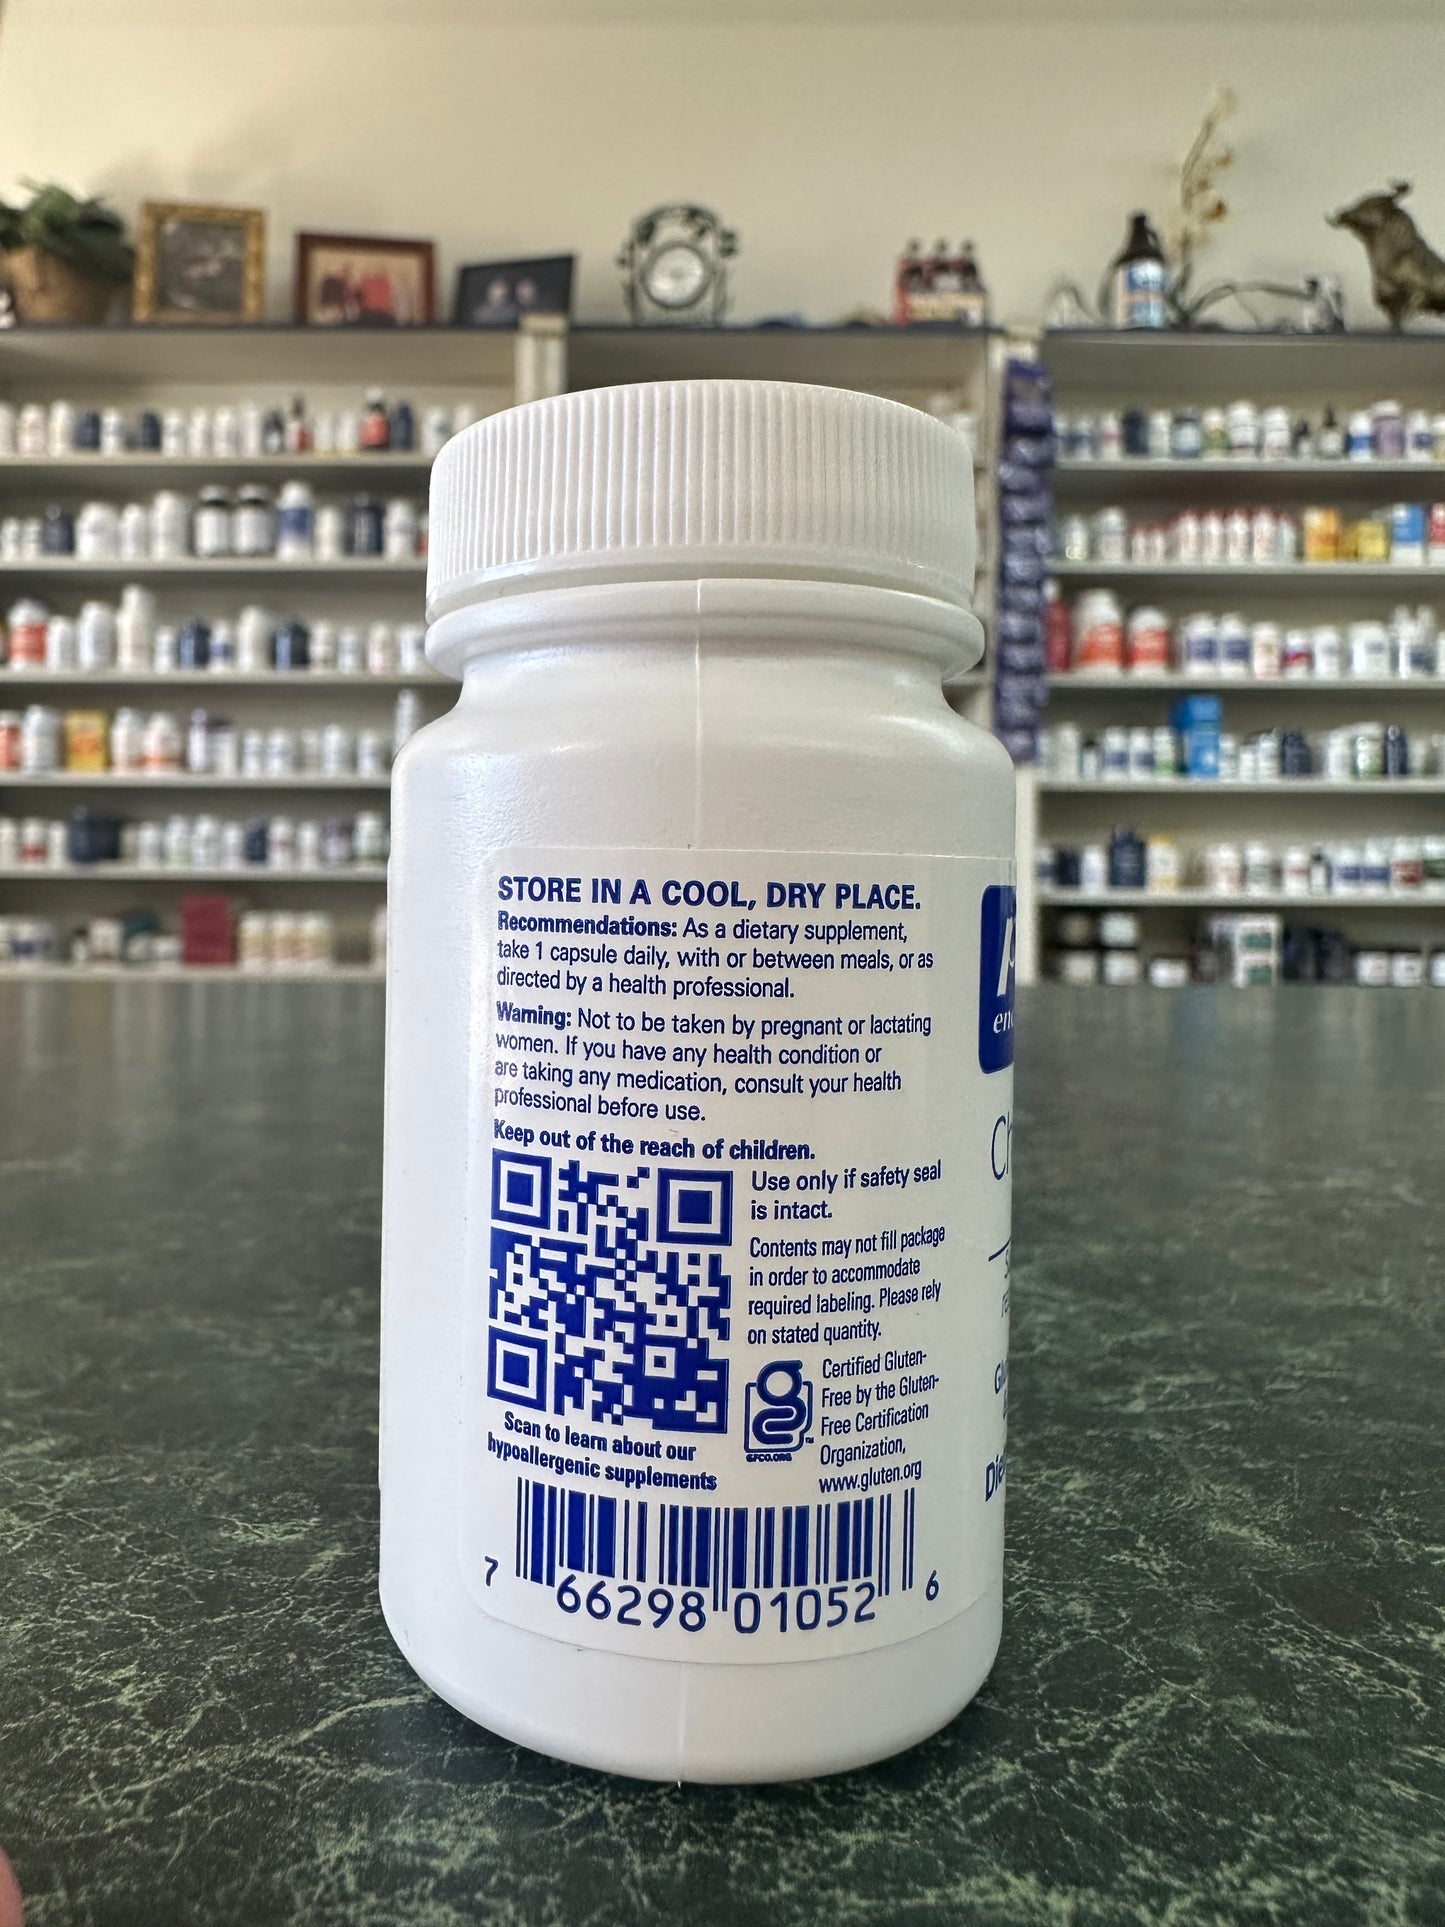 STORE IN A COOL, DRY PLACE.
Recommendations: As a dietary supplement,
take 1 capsule daily, with or between meals, or as
directed by a health professional.
Warning: Not to be taken by pregnant or lactating
women. If you have any health condition or
are taking any medication, consult your health
professional before use.
Keep out of the reach of children.
Use only if safety seal
is intact.
Contents may not fill package
in order to accommodate
required labeling. Please rely
on stated quantity.
Certified Gluten-
Free by the Gluten-
Free Certification
Organization,
www.gluten.org
GFCO.ORG
Scan to learn about our
hypoallergenic supplements
7 66298 01052 6